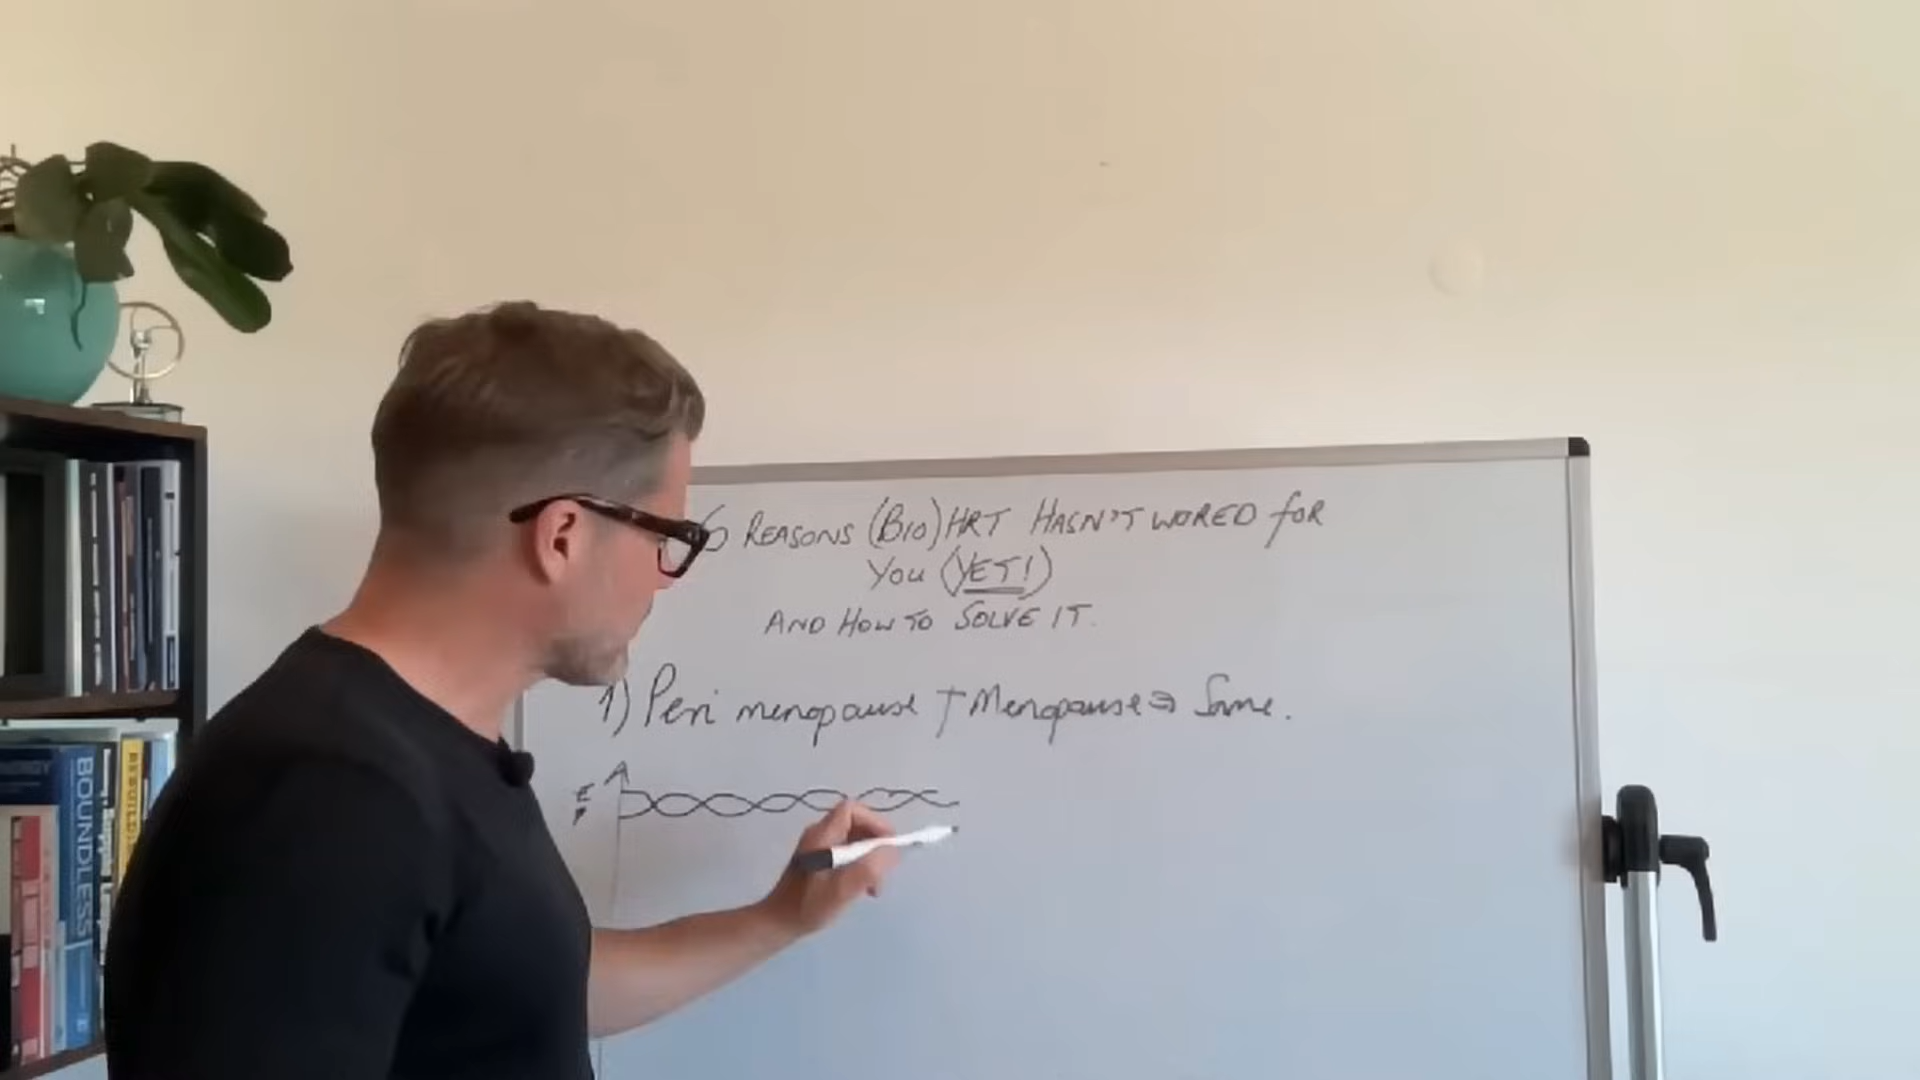 6 REASONS (BIO) HRT HASN'T WORED FOR
YOU (YET!)
AND HOW TO SOLVE IT.
1) Peri menopause + Menopause ⇒ Same.
E
P
BOUNDLESS